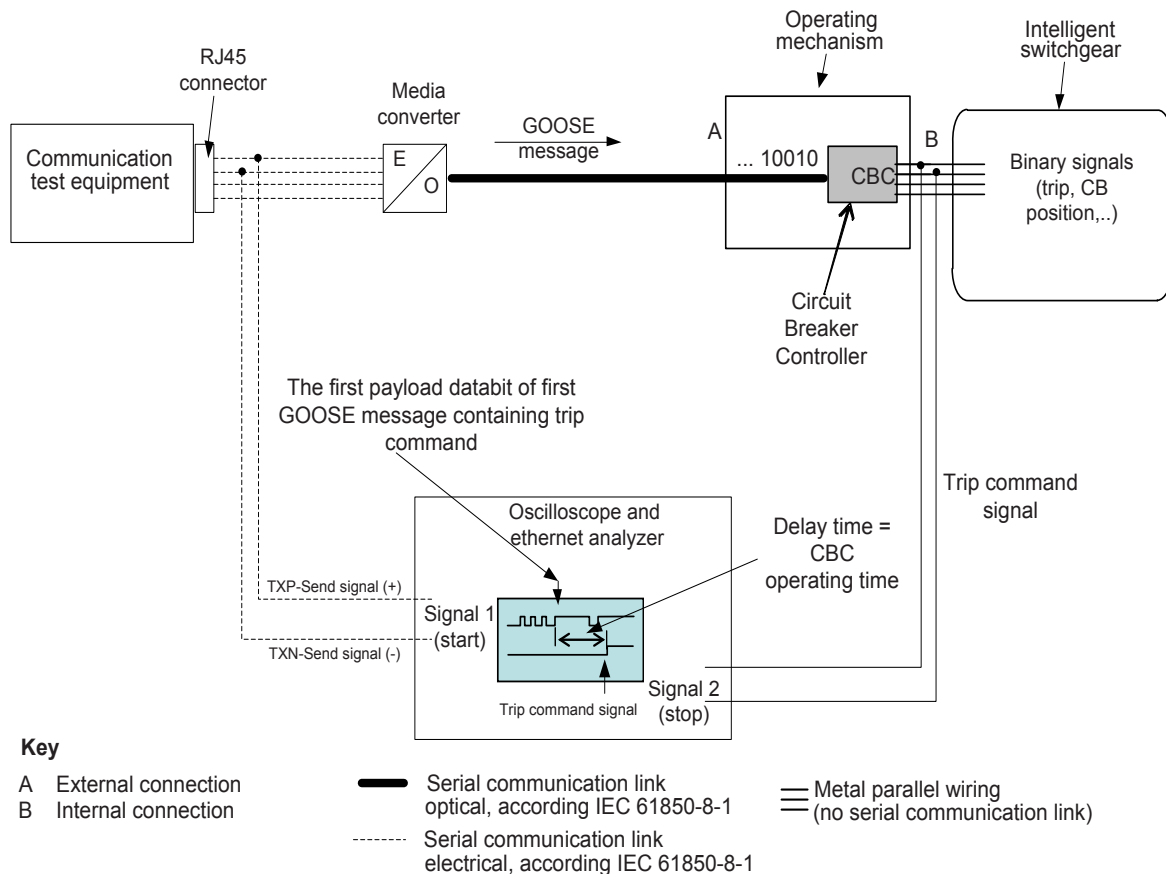 RJ45
connector
Communication
test equipment
Media
converter
E
O
GOOSE
message
Operating
mechanism
A
... 10010
CBC
B
Intelligent
switchgear
Binary signals
(trip, CB
position,..)
Circuit
Breaker
Controller
The first payload databit of first
GOOSE message containing trip
command
Oscilloscope and
ethernet analyzer
Delay time =
CBC
operating time
Trip command
signal
TXP-Send signal (+)
TXN-Send signal (-)
Signal 1
(start)
Trip command signal
Signal 2
(stop)
Key
A External connection
B Internal connection
Serial communication link
optical, according IEC 61850-8-1
Serial communication link
electrical, according IEC 61850-8-1
Metal parallel wiring
(no serial communication link)